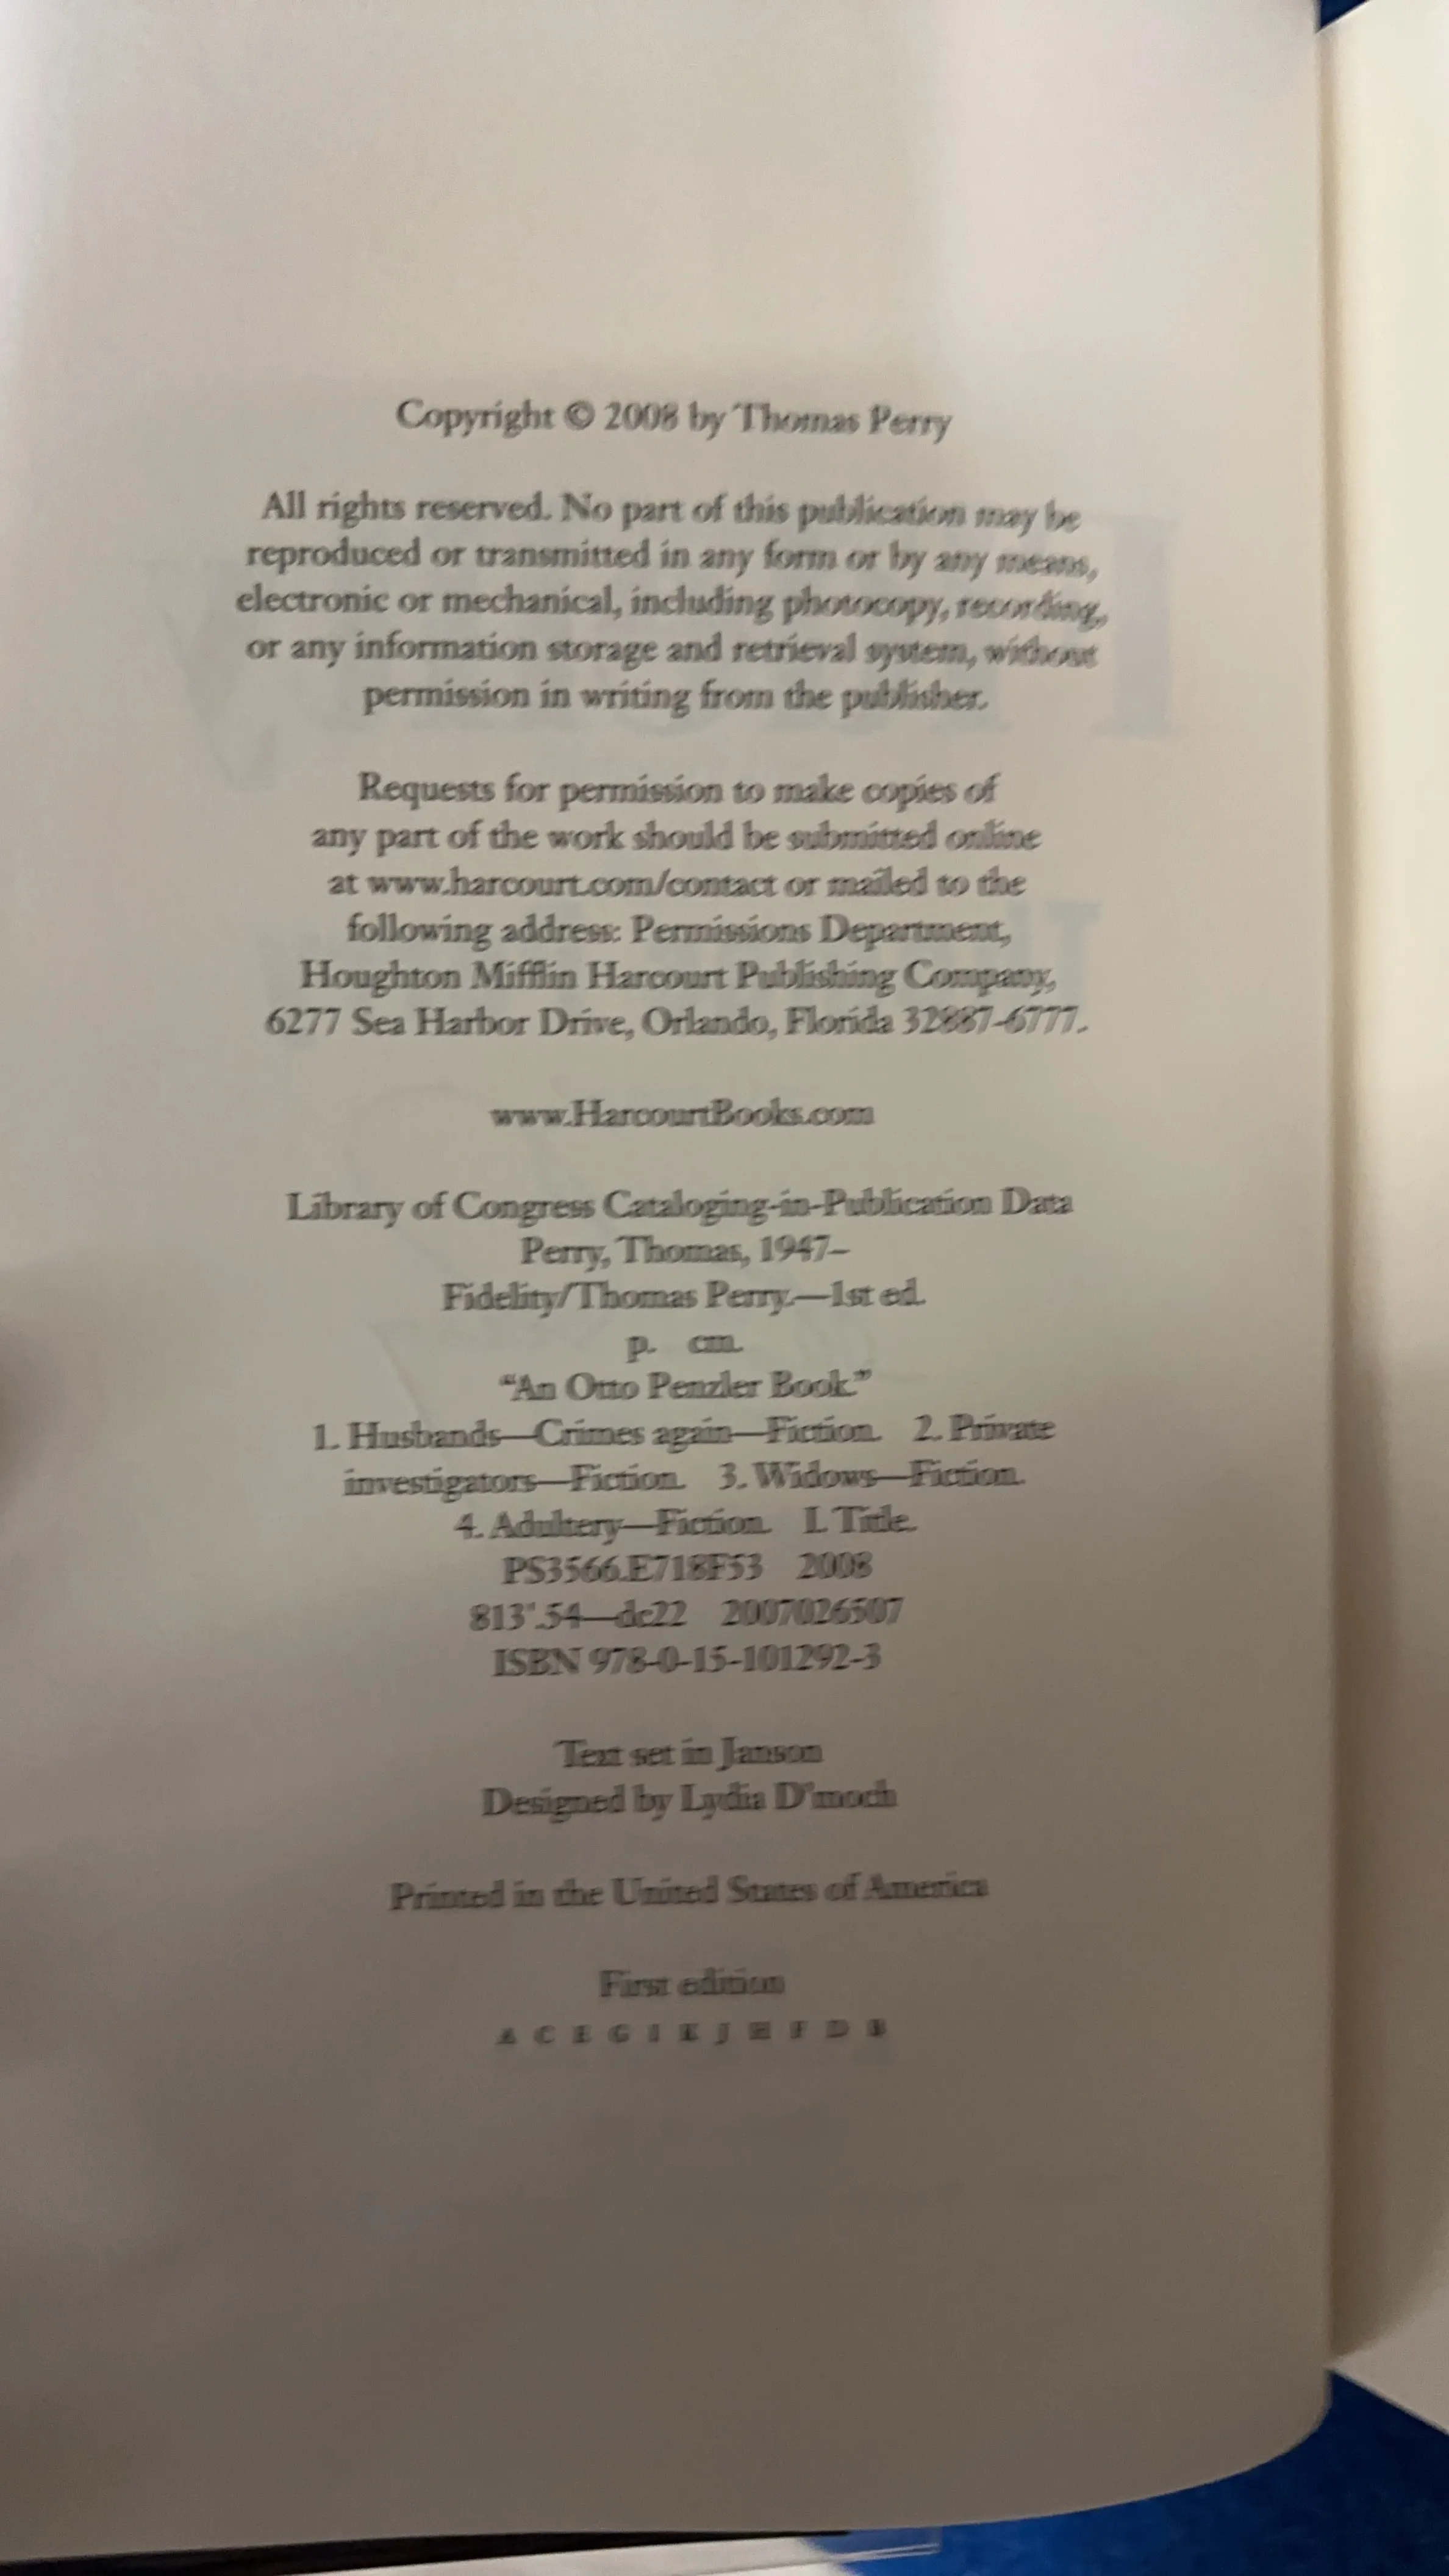 Copyright © 2008 by Thomas Perry
All rights reserved. No part of this publication may be
reproduced or transmitted in any form or by any means,
electronic or mechanical, including photocopy, recording,
or any information storage and retrieval system, without
permission in writing from the publisher.
Requests for permission to make copies of
any part of the work should be submitted online
at www.harcourt.com/contact or mailed to the
following address: Permissions Department,
Houghton Mifflin Harcourt Publishing Company,
6277 Sea Harbor Drive, Orlando, Florida 32887-6777.
www.HarcourtBooks.com
Library of Congress Cataloging-in-Publication Data
Perry, Thomas, 1947–
Fidelity/Thomas Perry.—1st ed.
p. cm.
“An Otto Penzler Book.”
1. Husbands—Crimes again—Fiction. 2. Private
investigators—Fiction. 3. Widows—Fiction.
4. Adultery—Fiction. I. Title.
PS3566.E718F53 2008
813'.54—dc22 2007026507
ISBN 978-0-15-101292-3
Text set in Janson
Designed by Lydia D'moch
Printed in the United States of America
First edition
A C E G I K J H F D B